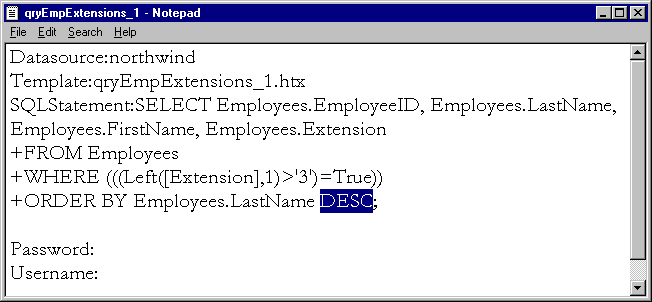 qryEmpExtensions_1 - Notepad
File Edit Search Help
Datasource:northwind
Template:qryEmpExtensions_1.htx
SQLStatement:SELECT Employees.EmployeeID, Employees.LastName,
Employees.FirstName, Employees.Extension
+FROM Employees
+WHERE (((Left([Extension],1)>'3')=True))
+ORDER BY Employees.LastName DESC;
Password:
Username: